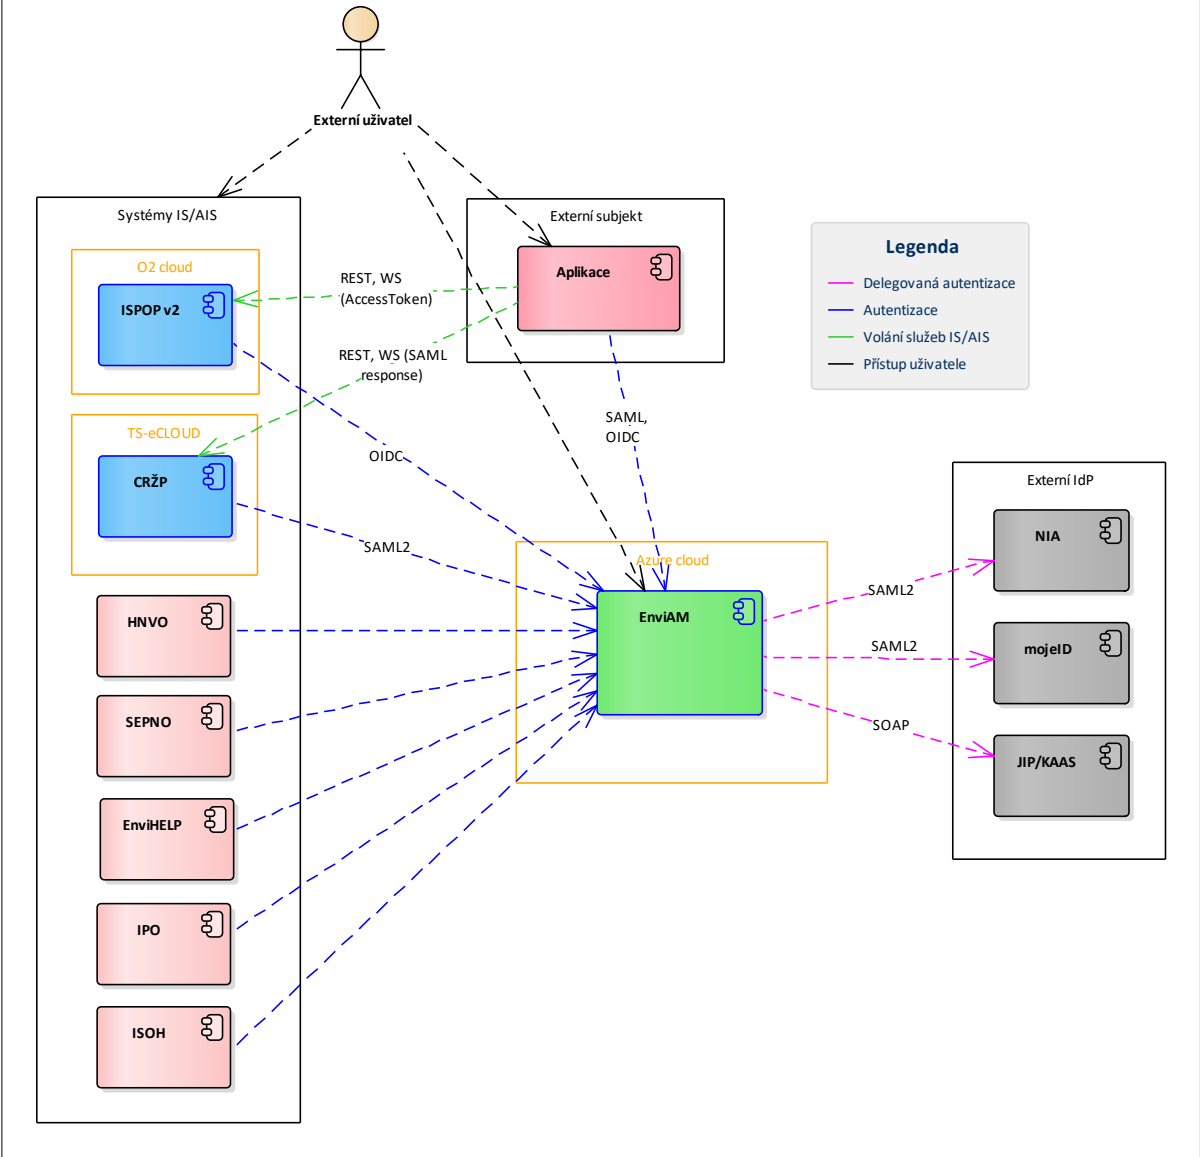 Externí uživatel
Systémy IS/AIS
O2 cloud
ISPOP v2
TS-eCLOUD
CRŽP
HNVO
SEPNO
EnviHELP
IPO
ISOH
Externí subjekt
Aplikace
REST, WS
(AccessToken)
REST, WS (SAML
response)
OIDC
SAML2
SAML,
OIDC
Azure cloud
EnviAM
Legenda
Delegovaná autentizace
Autentizace
Volání služeb IS/AIS
Přístup uživatele
SAML2
SAML2
SOAP
Externí IdP
NIA
mojeID
JIP/KAAS